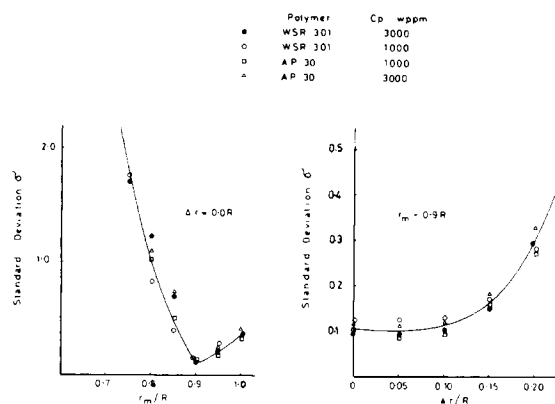 Polymer Cp wppm
● WSR 301 3000
○ WSR 301 1000
□ AP 30 1000
△ AP 30 3000
Standard Deviation σ
2.0
1.0
Δ r = 0.0R
0.7 0.8 0.9 1.0
r_m/R
Standard Deviation σ
0.5
0.4
0.3
0.2
0.1
r_m = 0.9R
0 0.05 0.10 0.15 0.20
Δ r/R